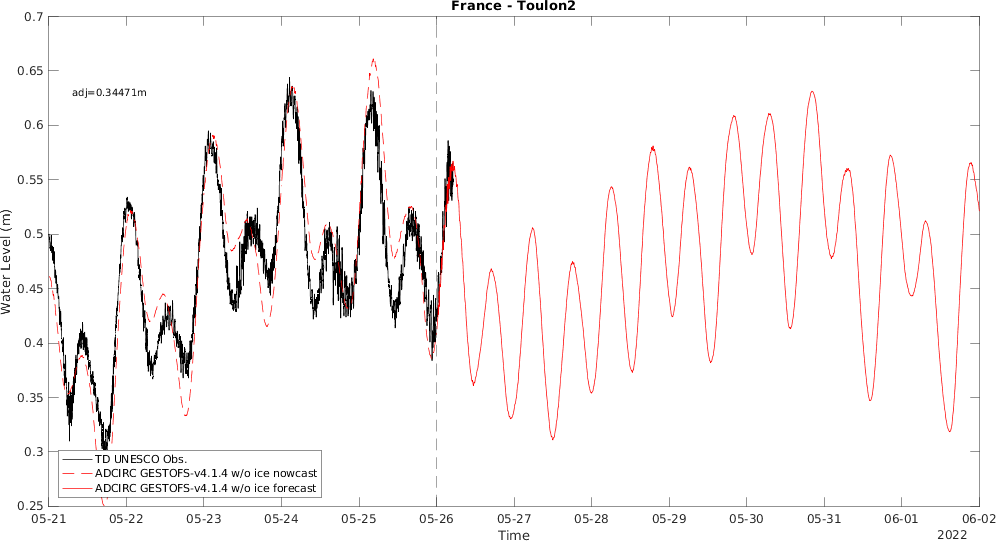 France - Toulon2
0.7
0.65
0.6
0.55
0.5
0.45
0.4
0.35
0.3
0.25
Water Level (m)
adj=0.34471m
TD UNESCO Obs.
ADCIRC GESTOFS-v4.1.4 w/o ice nowcast
ADCIRC GESTOFS-v4.1.4 w/o ice forecast
05-21 05-22 05-23 05-24 05-25 05-26 05-27 05-28 05-29 05-30 05-31 06-01 06-02
Time
2022